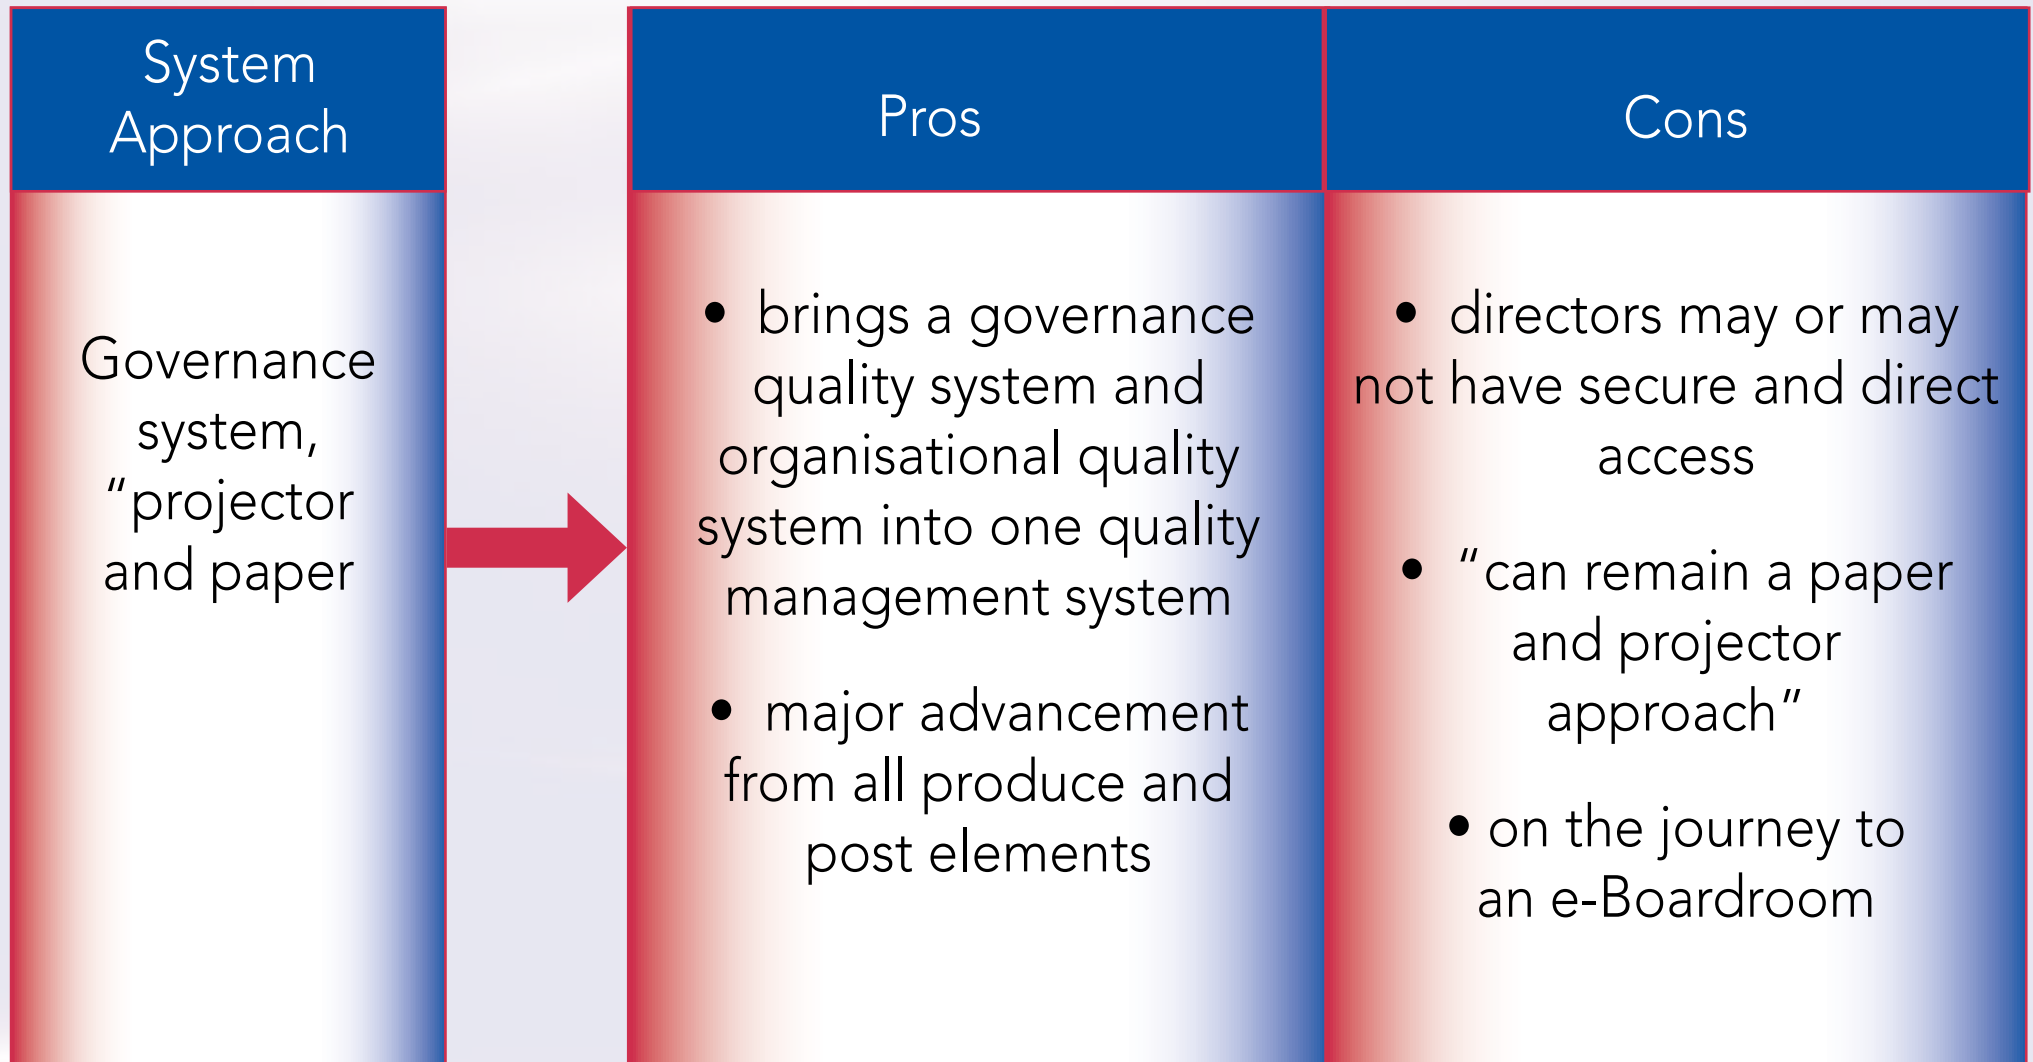 System
Approach
Governance
system,
“projector
and paper
Pros
• brings a governance
quality system and
organisational quality
system into one quality
management system
• major advancement
from all produce and
post elements
Cons
• directors may or may
not have secure and direct
access
• “can remain a paper
and projector
approach”
• on the journey to
an e-Boardroom